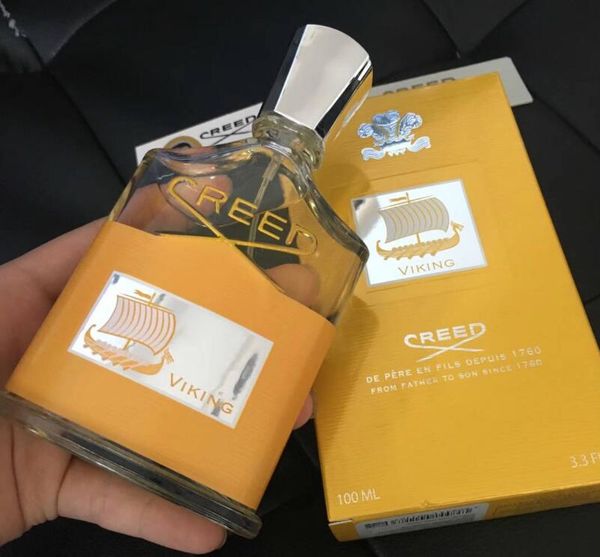 CREED
CREED
CREED
VIKING
VIKING
CREED
DE PÈRE EN FILS DEPUIS 1760
FROM FATHER TO SON SINCE 1760
100 ML
3.3